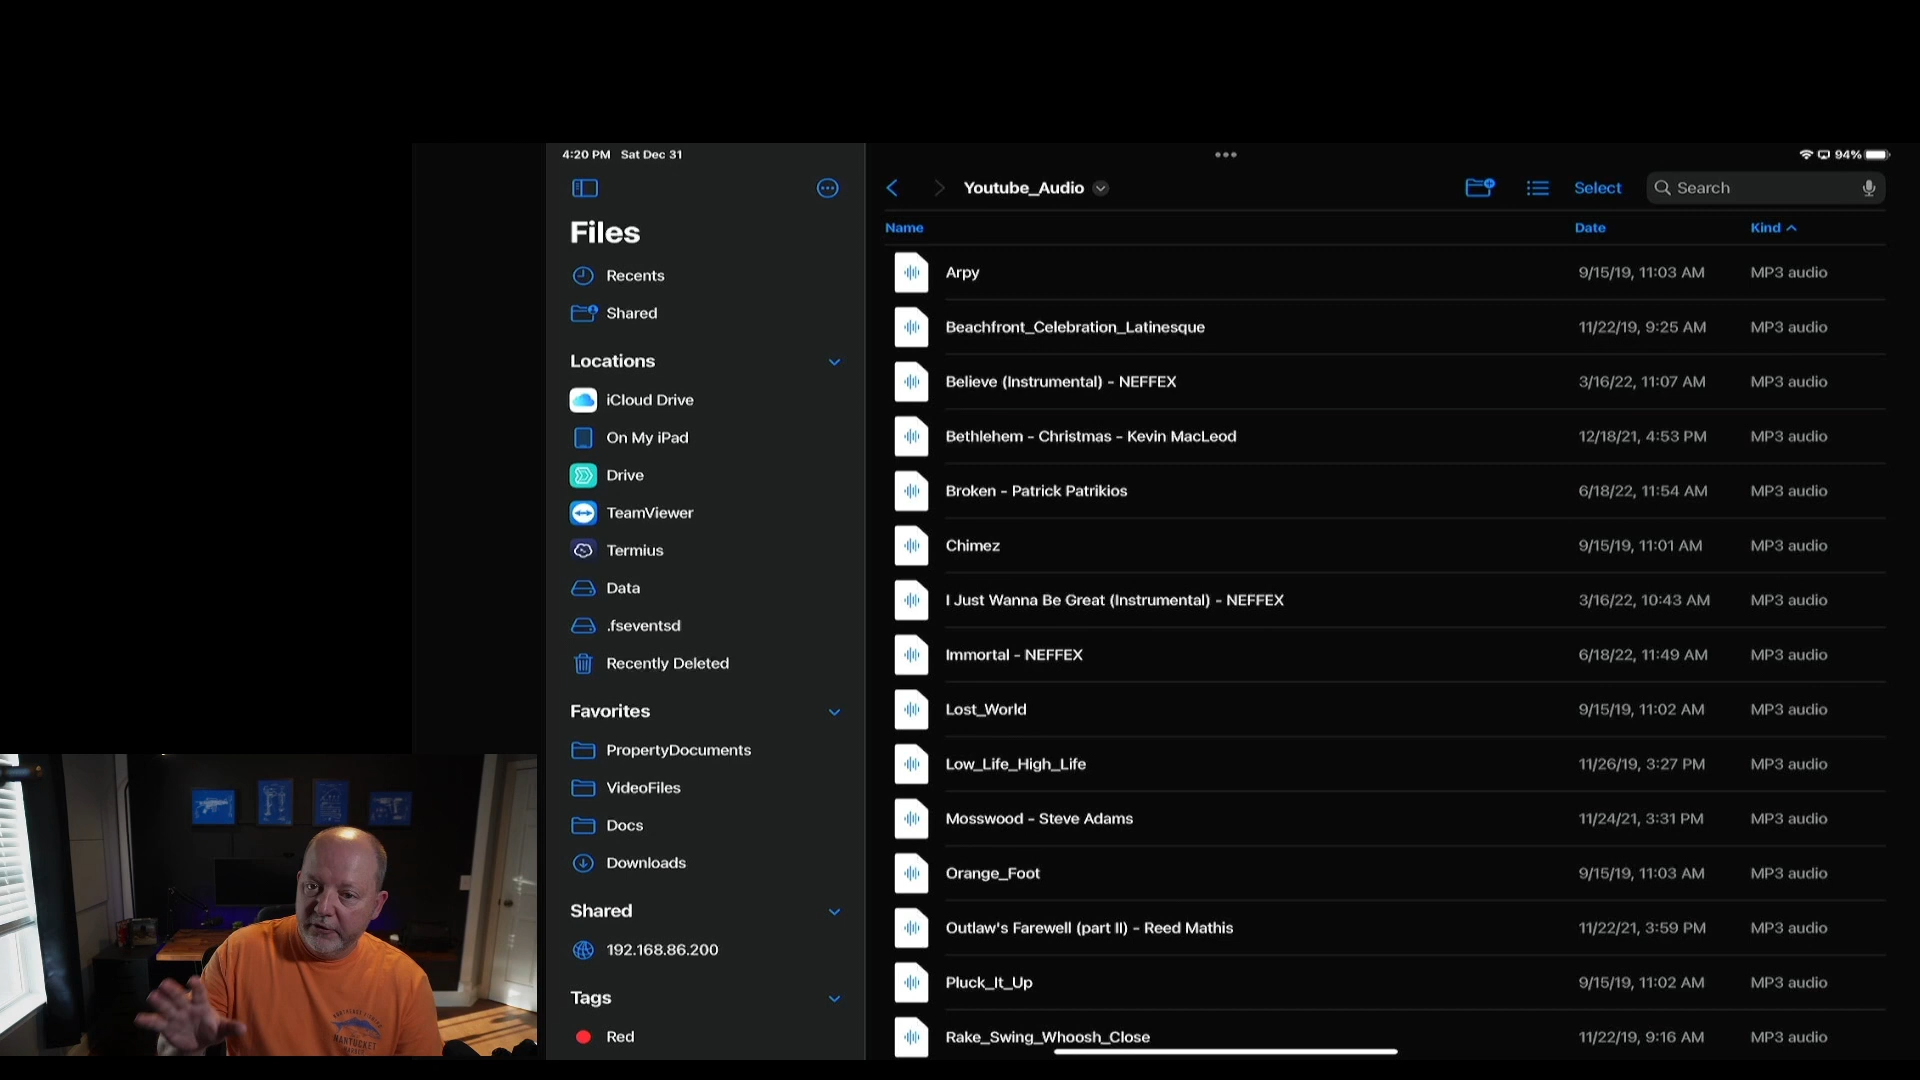 4:20 PM Sat Dec 31
94%
Files
Recents
Shared
Locations
iCloud Drive
On My iPad
Drive
TeamViewer
Termius
Data
.fseventsd
Recently Deleted
Favorites
PropertyDocuments
VideoFiles
Docs
Downloads
Shared
192.168.86.200
Tags
Red
Youtube_Audio
Select
Search
Name Date Kind
Arpy 9/15/19, 11:03 AM MP3 audio
Beachfront_Celebration_Latinesque 11/22/19, 9:25 AM MP3 audio
Believe (Instrumental) - NEFFEX 3/16/22, 11:07 AM MP3 audio
Bethlehem - Christmas - Kevin MacLeod 12/18/21, 4:53 PM MP3 audio
Broken - Patrick Patrikios 6/18/22, 11:54 AM MP3 audio
Chimez 9/15/19, 11:01 AM MP3 audio
I Just Wanna Be Great (Instrumental) - NEFFEX 3/16/22, 10:43 AM MP3 audio
Immortal - NEFFEX 6/18/22, 11:49 AM MP3 audio
Lost_World 9/15/19, 11:02 AM MP3 audio
Low_Life_High_Life 11/26/19, 3:27 PM MP3 audio
Mosswood - Steve Adams 11/24/21, 3:31 PM MP3 audio
Orange_Foot 9/15/19, 11:03 AM MP3 audio
Outlaw's Farewell (part II) - Reed Mathis 11/22/21, 3:59 PM MP3 audio
Pluck_It_Up 9/15/19, 11:02 AM MP3 audio
Rake_Swing_Whoosh_Close 11/22/19, 9:16 AM MP3 audio
NANTUCKET